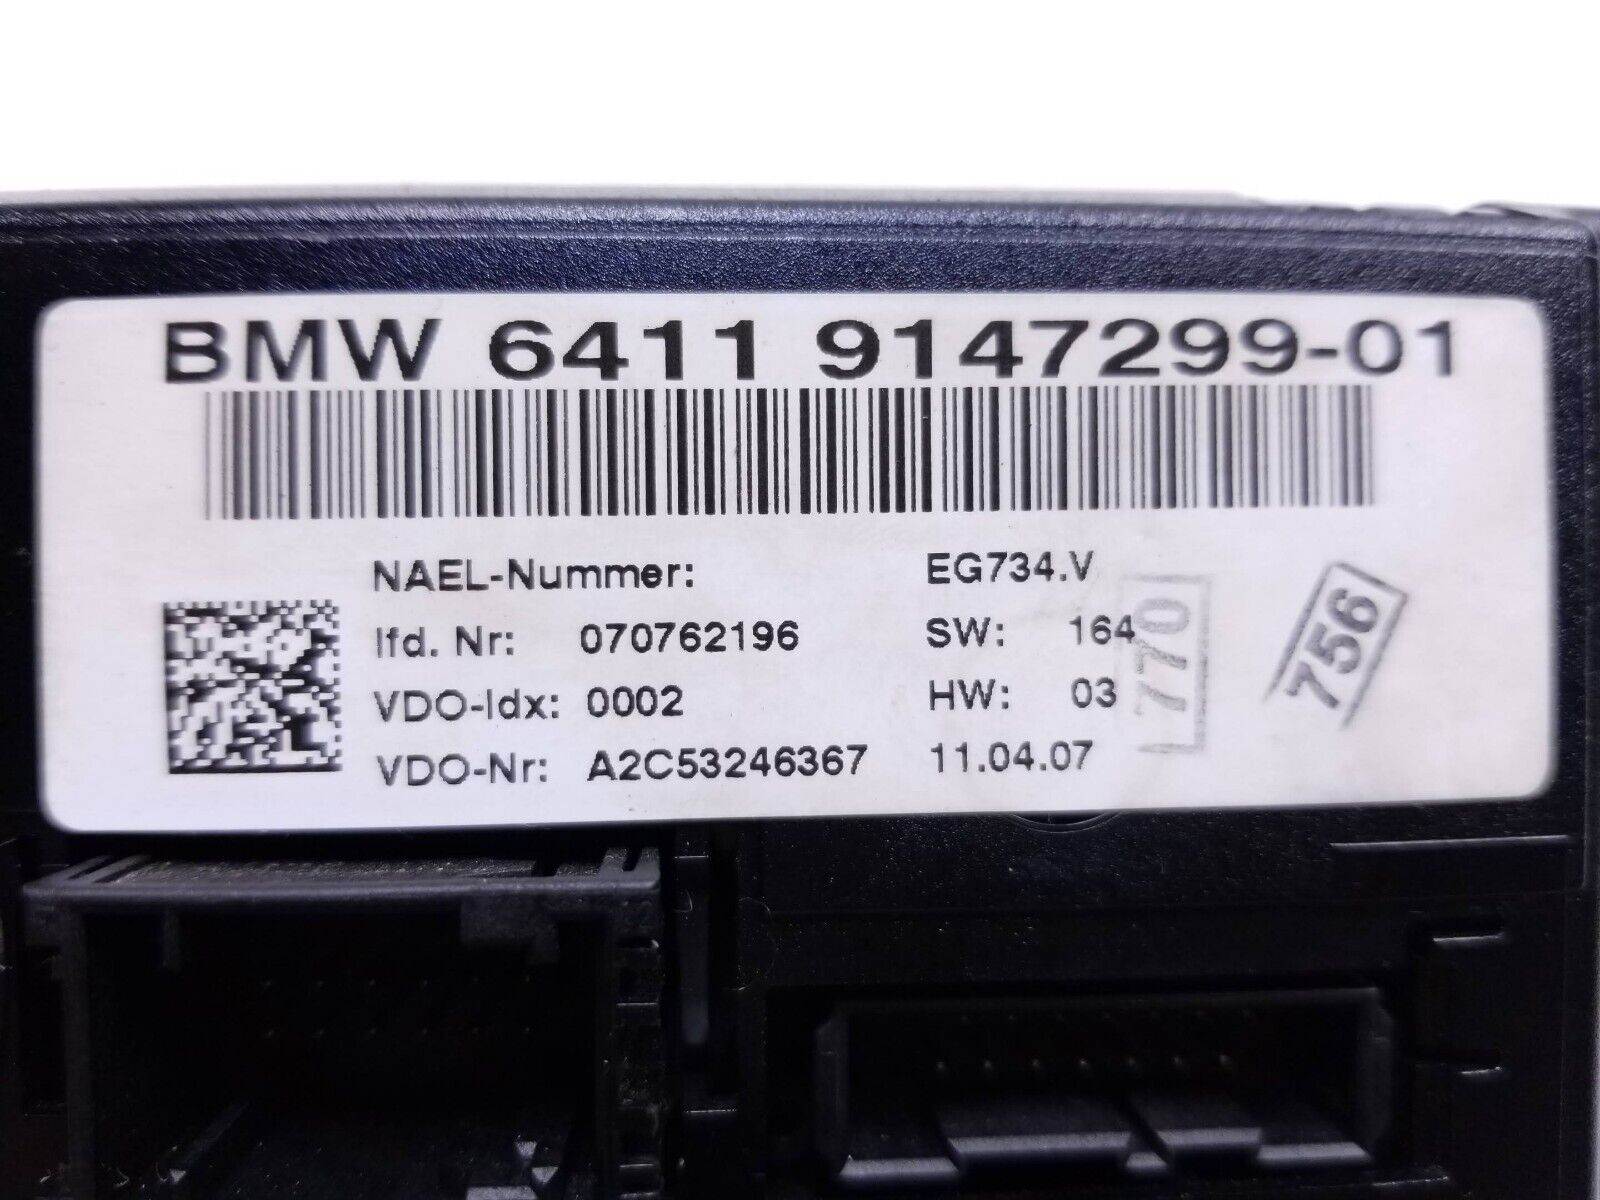 BMW 6411 9147299-01
NAEL-Nummer: EG734.V
lfd. Nr: 070762196 SW: 164
VDO-Idx: 0002 HW: 03
VDO-Nr: A2C53246367 11.04.07
770
756